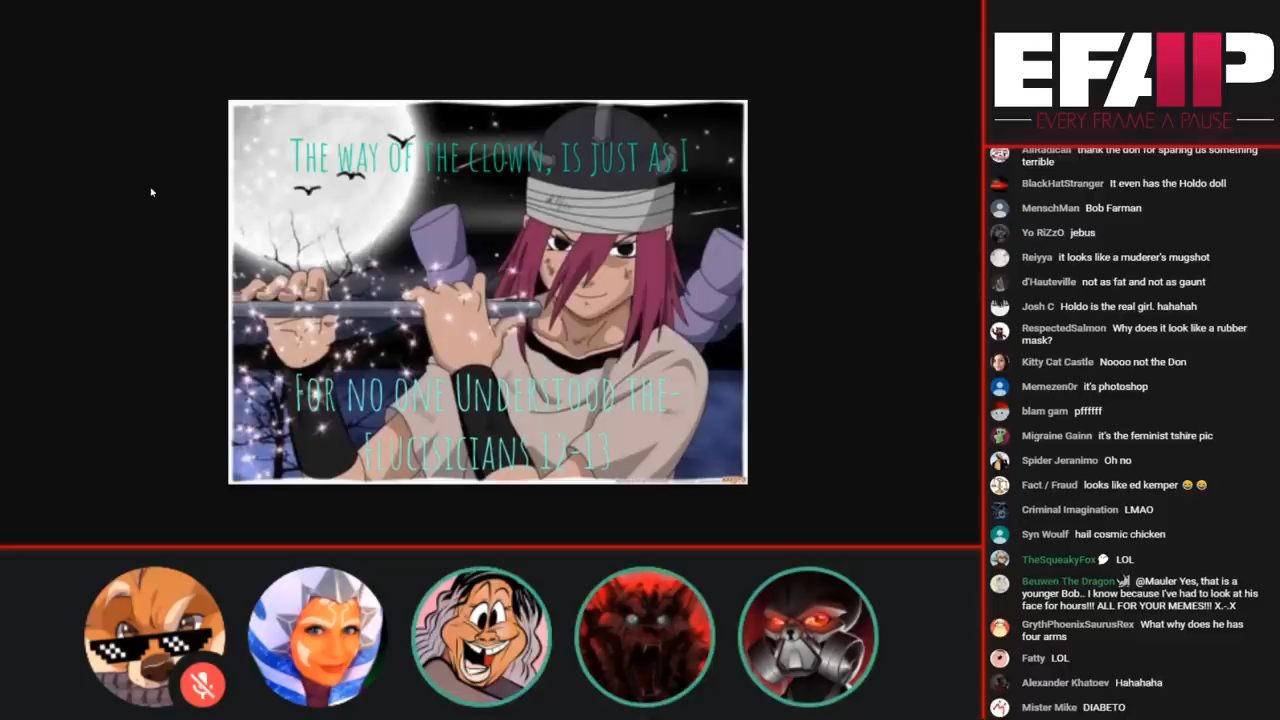 The way of the clown, is just as I
For no one Understood the-
Flucisicians 12-13
EFAP
EVERY FRAME A PAUSE
thank the don for sparing us something
terrible
BlackHatStranger It even has the Holdo doll
MenschMan Bob Farman
Yo RiZzO jebus
Reiyya it looks like a muderer's mugshot
d'Hauteville not as fat and not as gaunt
Josh C Holdo is the real girl. hahahah
RespectedSalmon Why does it look like a rubber
mask?
Kitty Cat Castle Noooo not the Don
Memezen0r it's photoshop
blam gam pffffff
Migraine Gainn it's the feminist tshire pic
Spider Jeranimo Oh no
Fact / Fraud looks like ed kemper 😂 😂
Criminal Imagination LMAO
Syn Woulf hail cosmic chicken
TheSqueakyFox LOL
Beuwen The Dragon @Mauler Yes, that is a
younger Bob.. I know because I've had to look at his
face for hours!!! ALL FOR YOUR MEMES!!! X.-.X
GrythPhoenixSaurusRex What why does he has
four arms
Fatty LOL
Alexander Khatoev Hahahaha
Mister Mike DIABETO